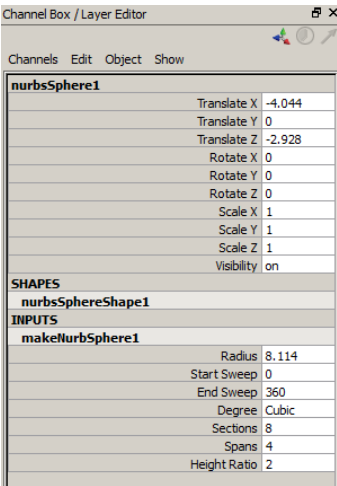 Channel Box / Layer Editor
Channels Edit Object Show
nurbsSphere1
Translate X -4.044
Translate Y 0
Translate Z -2.928
Rotate X 0
Rotate Y 0
Rotate Z 0
Scale X 1
Scale Y 1
Scale Z 1
Visibility on
SHAPES
nurbsSphereShape1
INPUTS
makeNurbSphere1
Radius 8.114
Start Sweep 0
End Sweep 360
Degree Cubic
Sections 8
Spans 4
Height Ratio 2